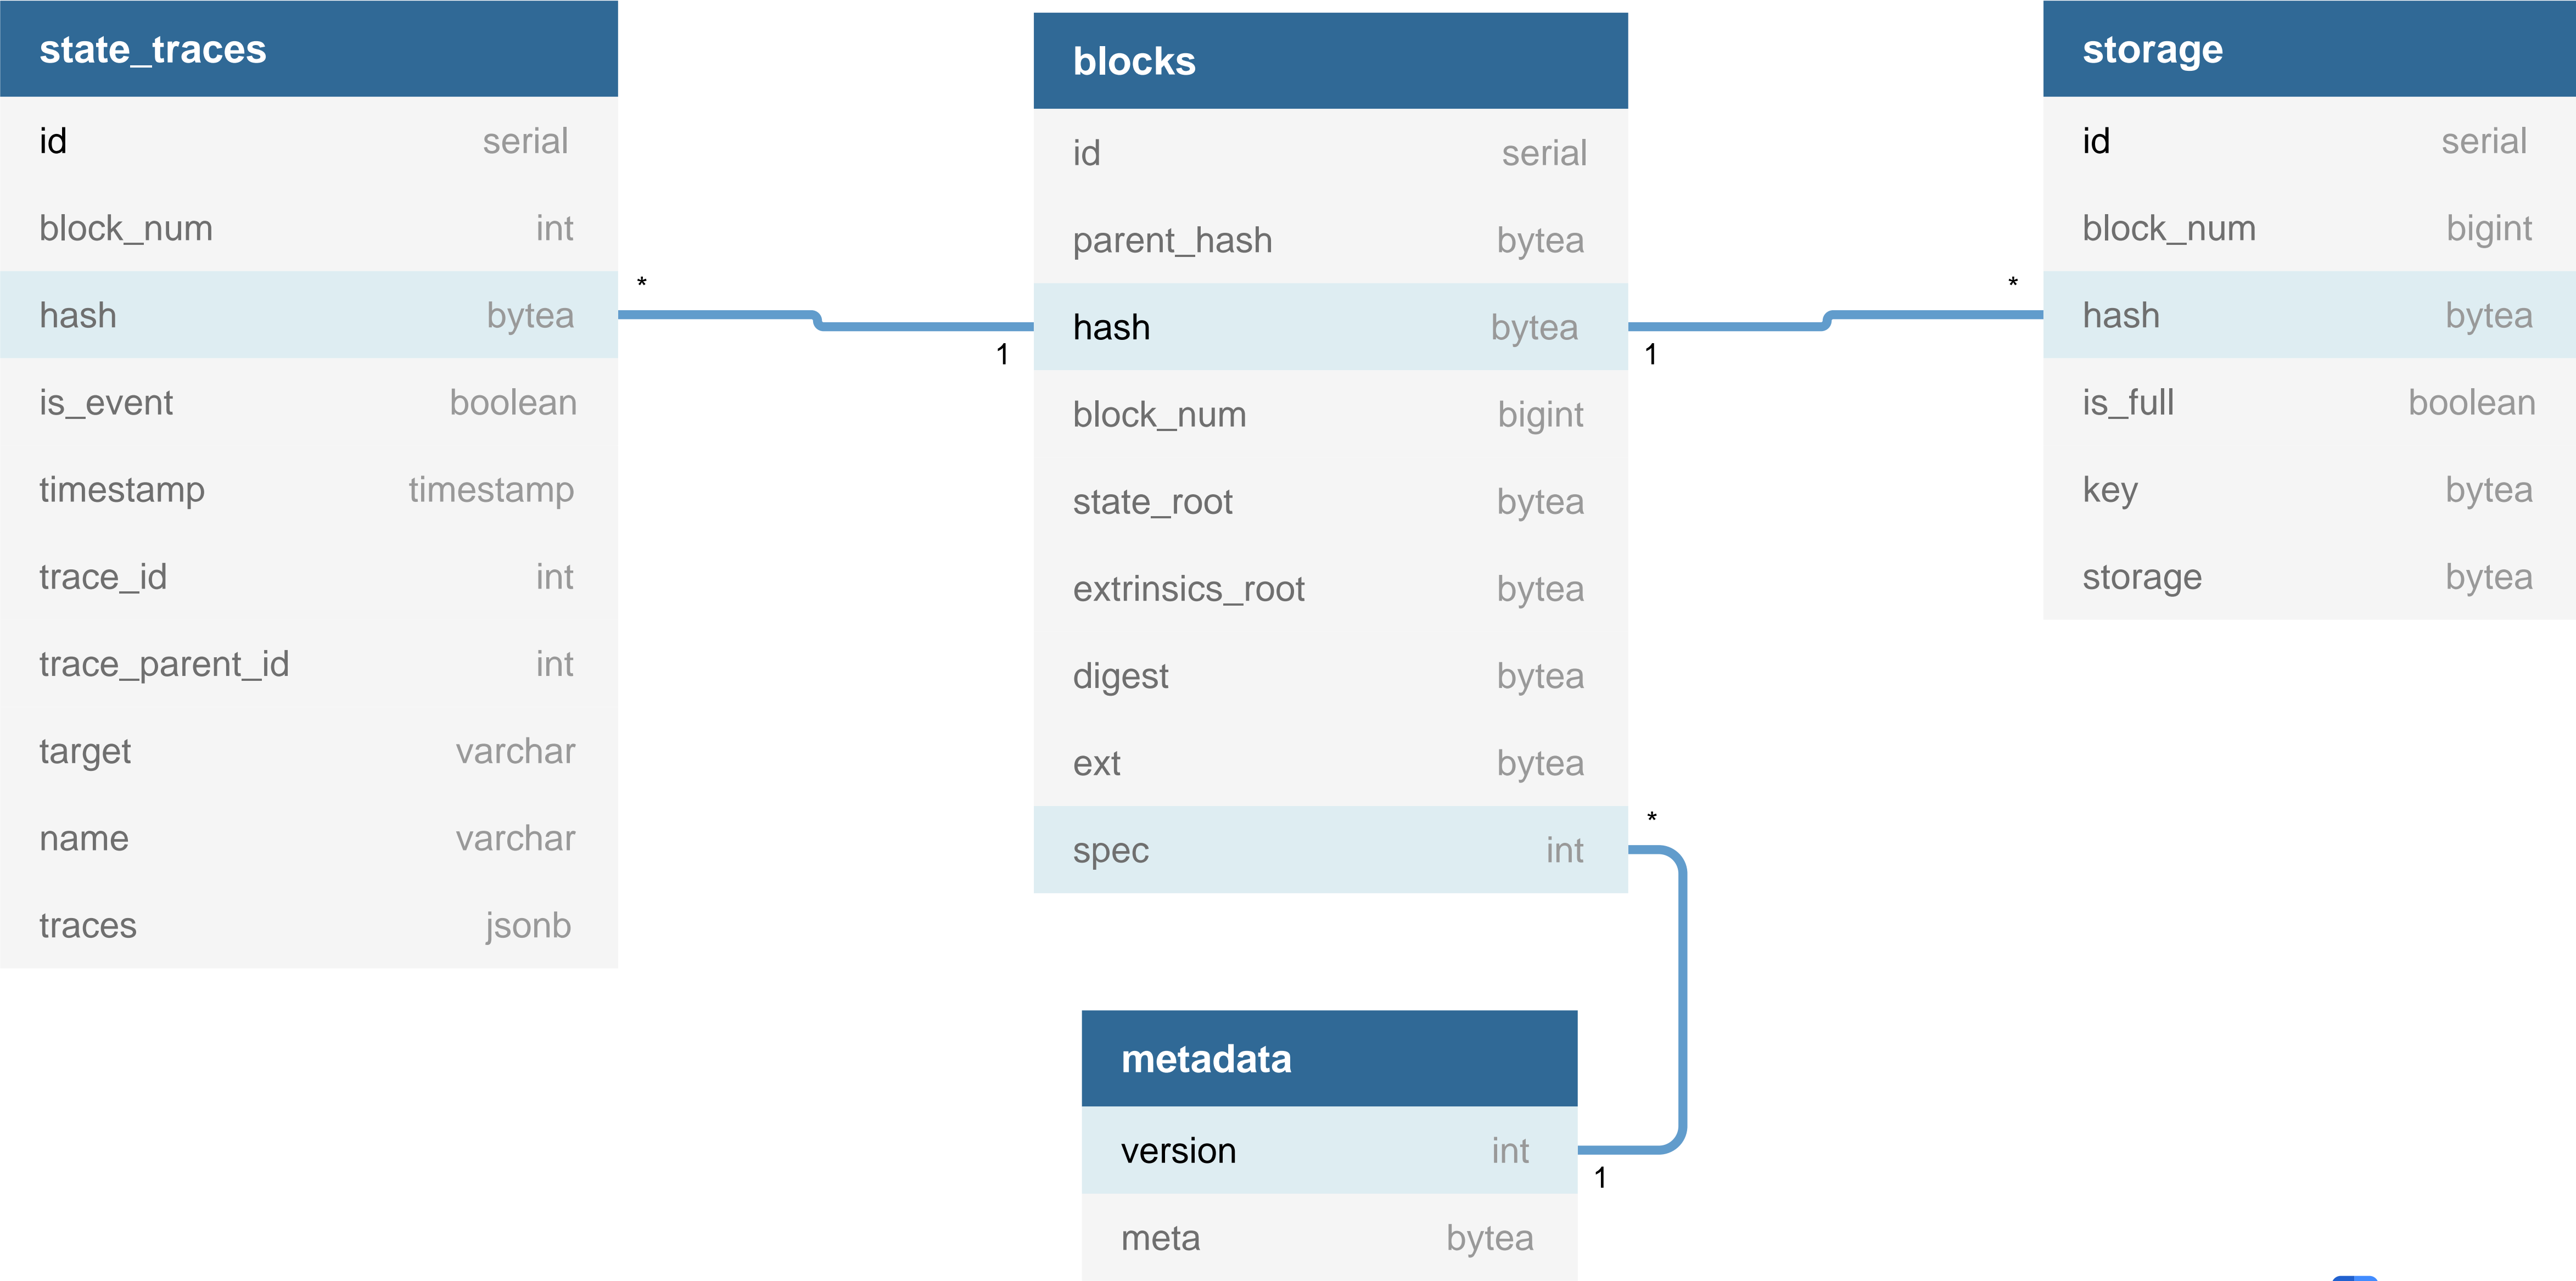 state_traces
id serial
block_num int
hash bytea
is_event boolean
timestamp timestamp
trace_id int
trace_parent_id int
target varchar
name varchar
traces jsonb
*
1
blocks
id serial
parent_hash bytea
hash bytea
block_num bigint
state_root bytea
extrinsics_root bytea
digest bytea
ext bytea
spec int
1
*
storage
id serial
block_num bigint
hash bytea
is_full boolean
key bytea
storage bytea
*
metadata
version int
1
meta bytea